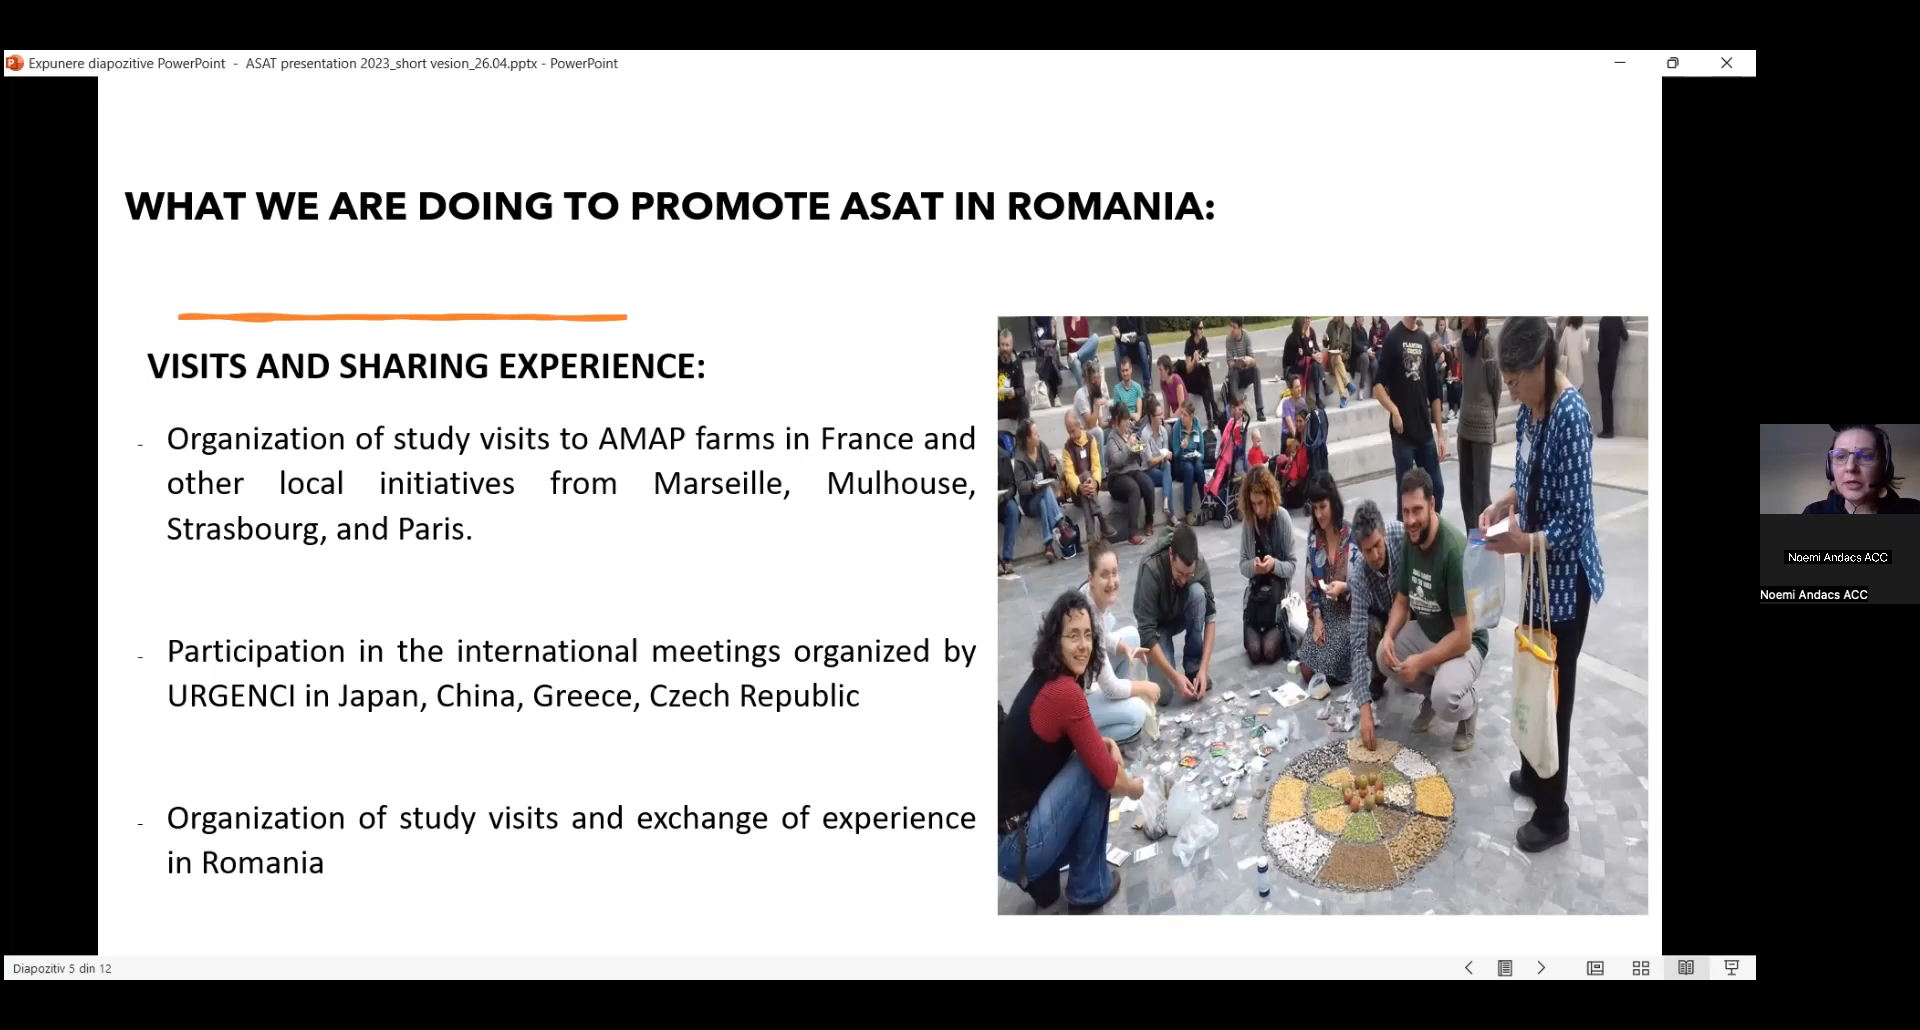 Expunere diapozitive PowerPoint - ASAT presentation 2023_short vesion_26.04.pptx - PowerPoint
WHAT WE ARE DOING TO PROMOTE ASAT IN ROMANIA:
VISITS AND SHARING EXPERIENCE:
- Organization of study visits to AMAP farms in France and
other local initiatives from Marseille, Mulhouse,
Strasbourg, and Paris.
- Participation in the international meetings organized by
URGENCI in Japan, China, Greece, Czech Republic
- Organization of study visits and exchange of experience
in Romania
Noemi Andacs ACC
Noemi Andacs ACC
Diapozitiv 5 din 12